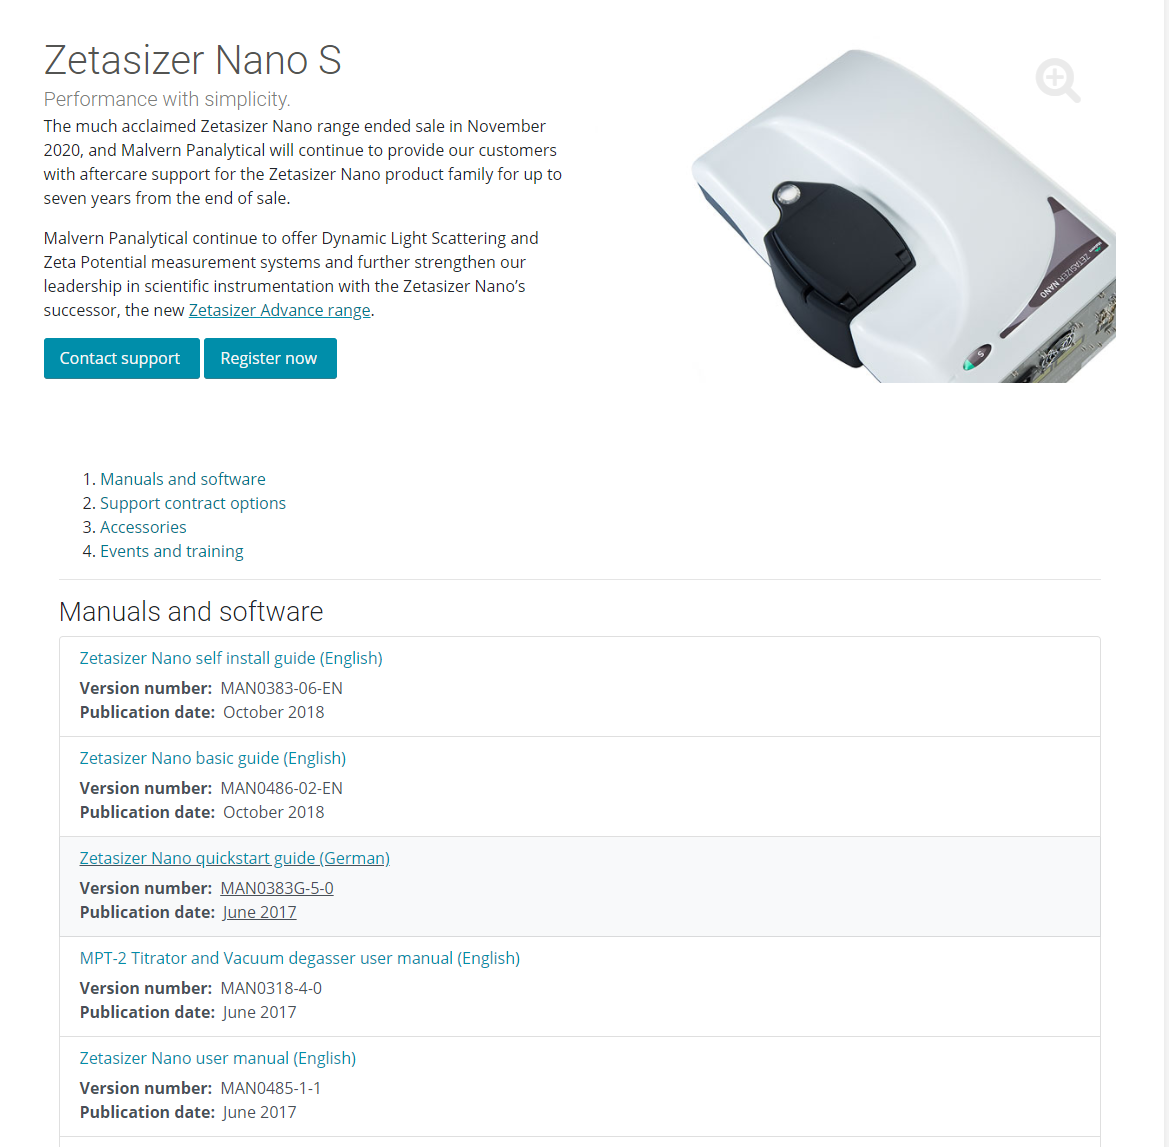 Zetasizer Nano S
Performance with simplicity.
The much acclaimed Zetasizer Nano range ended sale in November
2020, and Malvern Panalytical will continue to provide our customers
with aftercare support for the Zetasizer Nano product family for up to
seven years from the end of sale.
Malvern Panalytical continue to offer Dynamic Light Scattering and
Zeta Potential measurement systems and further strengthen our
leadership in scientific instrumentation with the Zetasizer Nano’s
successor, the new Zetasizer Advance range.
Contact support Register now
ZETASIZER NANO
S
1. Manuals and software
2. Support contract options
3. Accessories
4. Events and training
Manuals and software
Zetasizer Nano self install guide (English)
Version number: MAN0383-06-EN
Publication date: October 2018
Zetasizer Nano basic guide (English)
Version number: MAN0486-02-EN
Publication date: October 2018
Zetasizer Nano quickstart guide (German)
Version number: MAN0383G-5-0
Publication date: June 2017
MPT-2 Titrator and Vacuum degasser user manual (English)
Version number: MAN0318-4-0
Publication date: June 2017
Zetasizer Nano user manual (English)
Version number: MAN0485-1-1
Publication date: June 2017